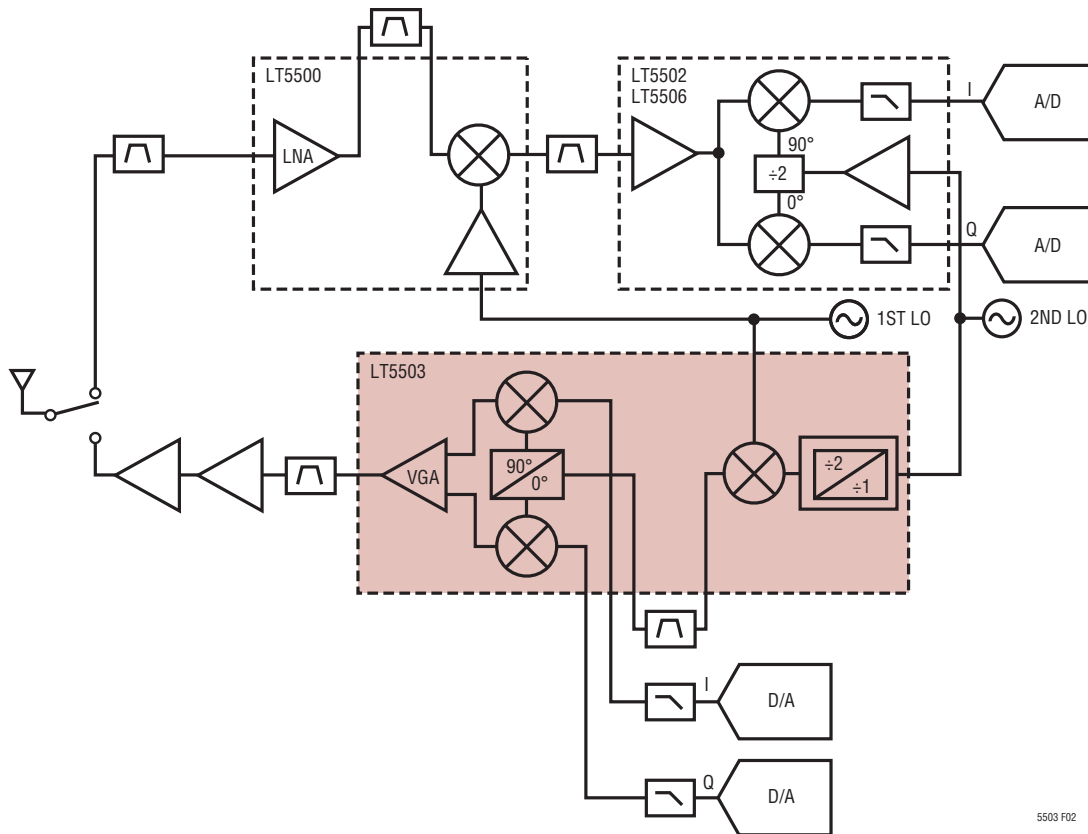 LT5500
LNA
LT5502
LT5506
90°
÷2
0°
I
A/D
Q
A/D
1ST LO
2ND LO
LT5503
VGA
90°
0°
÷2
÷1
I
D/A
Q
D/A
5503 F02